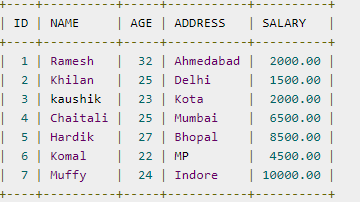 +----+----------+-----+-----------+----------+
| ID | NAME     | AGE | ADDRESS   | SALARY   |
+----+----------+-----+-----------+----------+
|  1 | Ramesh   |  32 | Ahmedabad |  2000.00 |
|  2 | Khilan   |  25 | Delhi     |  1500.00 |
|  3 | kaushik  |  23 | Kota      |  2000.00 |
|  4 | Chaitali |  25 | Mumbai    |  6500.00 |
|  5 | Hardik   |  27 | Bhopal    |  8500.00 |
|  6 | Komal    |  22 | MP        |  4500.00 |
|  7 | Muffy    |  24 | Indore    | 10000.00 |
+----+----------+-----+-----------+----------+